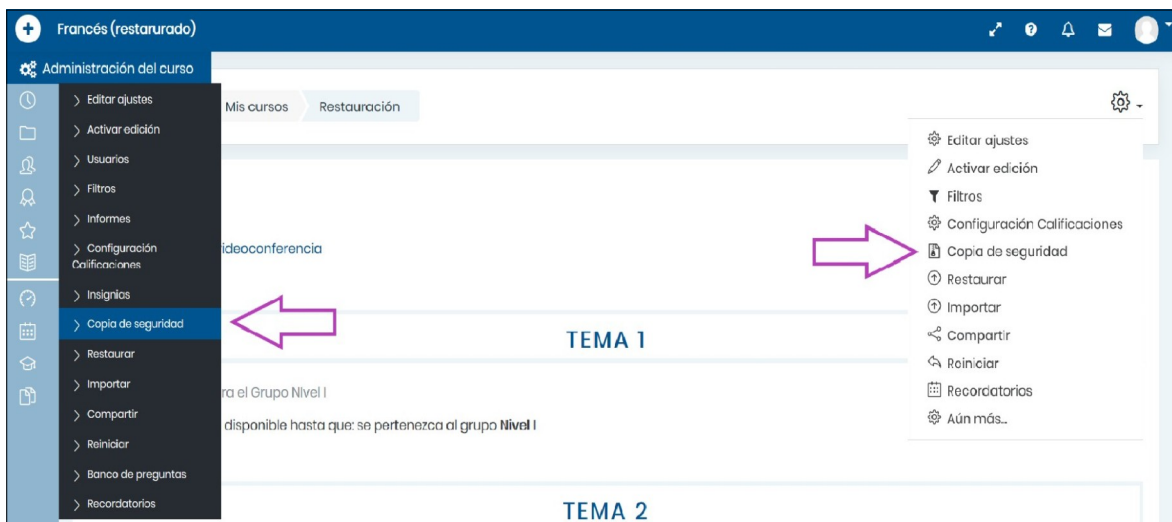 Francés (restarurado)
Administración del curso
Editar ajustes
Activar edición
Usuarios
Filtros
Informes
Configuración
Calificaciones
Insignias
Copia de seguridad
Restaurar
Importar
Compartir
Reiniciar
Banco de preguntas
Recordatorios
Mis cursos
Restauración
ideoconferencia
TEMA 1
ra el Grupo NIvel I
disponible hasta que: se pertenezca al grupo Nivel I
TEMA 2
Editar ajustes
Activar edición
Filtros
Configuración Calificaciones
Copia de seguridad
Restaurar
Importar
Compartir
Reiniciar
Recordatorios
Aún más...